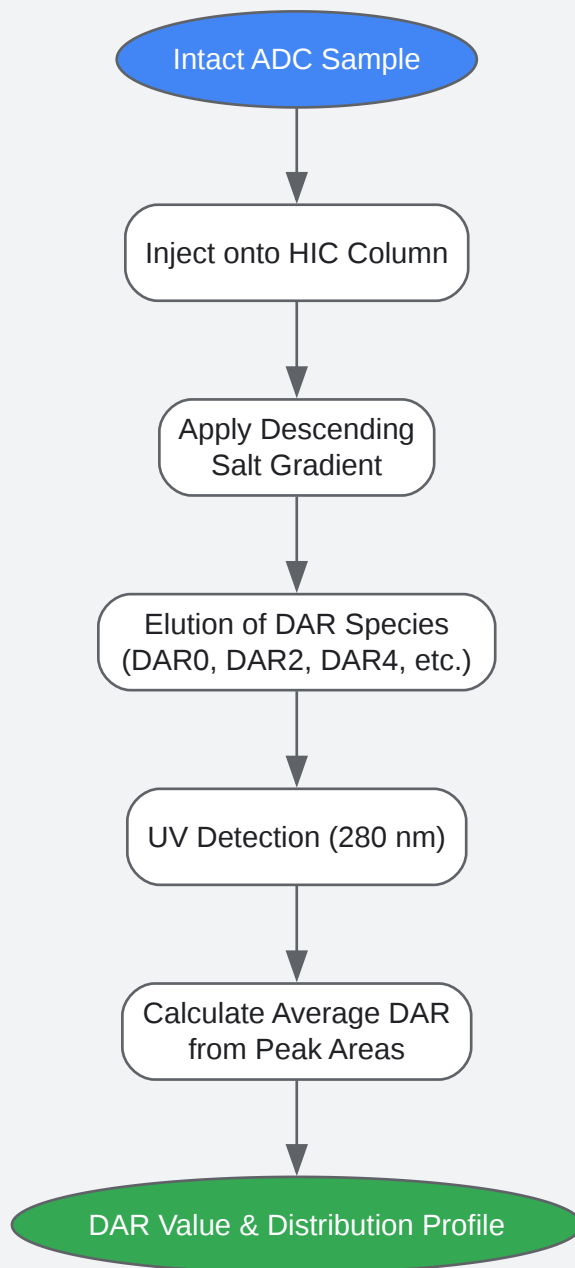 Intact ADC Sample
Inject onto HIC Column
Apply Descending
Salt Gradient
Elution of DAR Species
(DAR0, DAR2, DAR4, etc.)
UV Detection (280 nm)
Calculate Average DAR
from Peak Areas
DAR Value & Distribution Profile